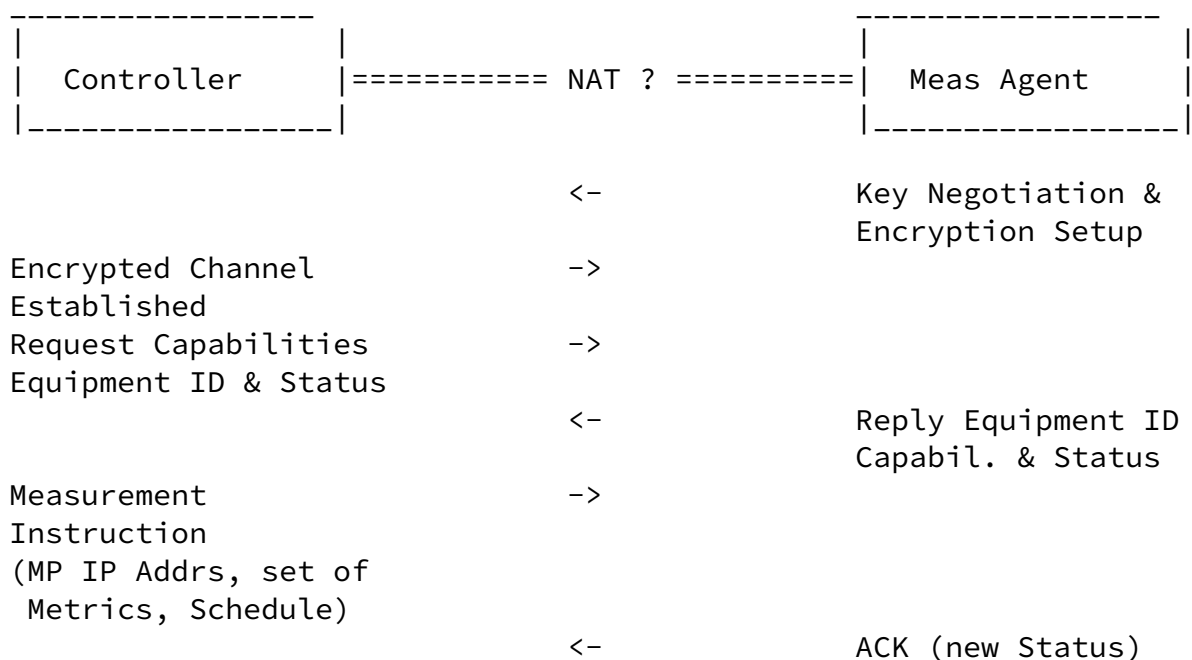 Controller =========== NAT ? ========== Meas Agent
<- Key Negotiation &
Encryption Setup
Encrypted Channel ->
Established
Request Capabilities ->
Equipment ID & Status
<- Reply Equipment ID
Capabil. & Status
Measurement ->
Instruction
(MP IP Addrs, set of
Metrics, Schedule)
<- ACK (new Status)